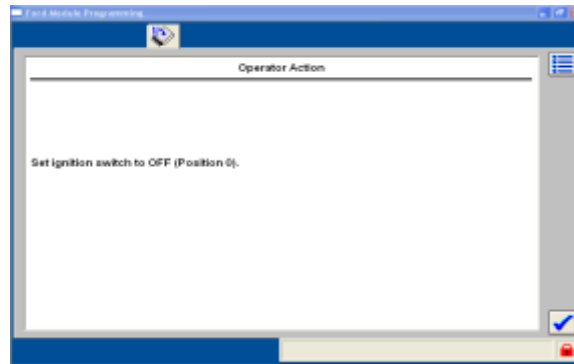 Ford Module Programming
Operator Action
Set ignition switch to OFF (Position 0).